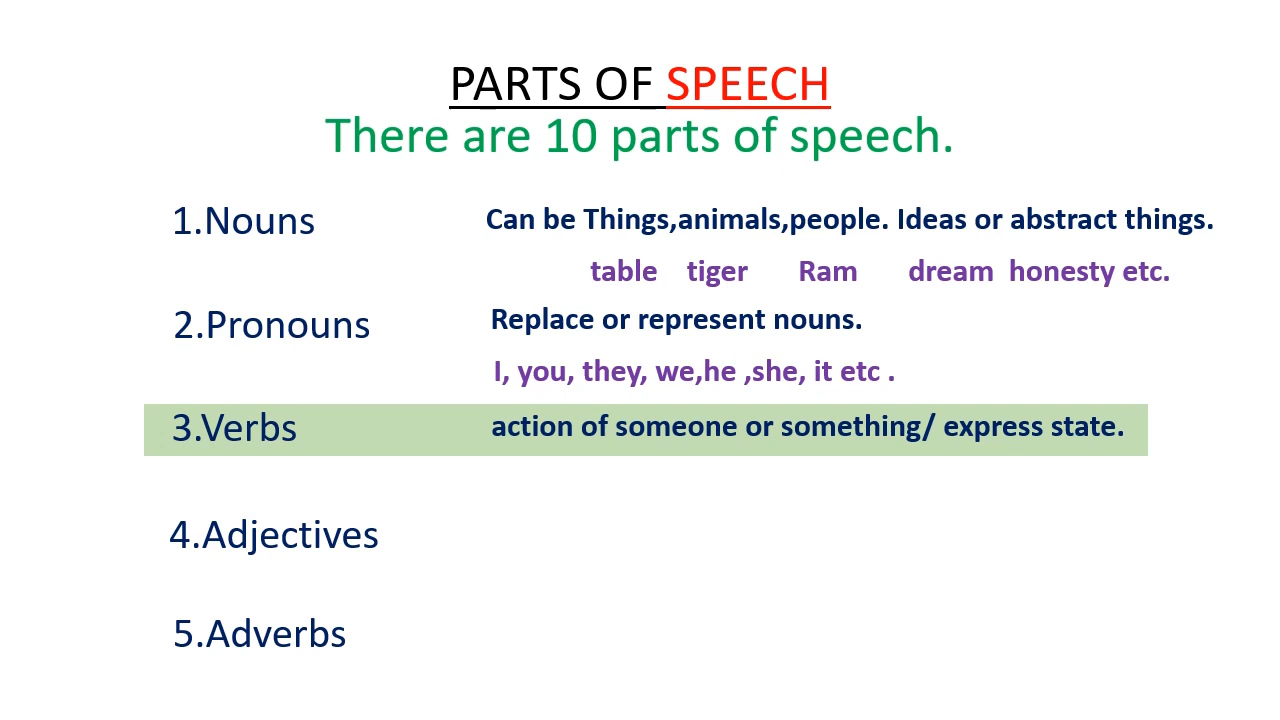 PARTS OF SPEECH
There are 10 parts of speech.
1.Nouns Can be Things,animals,people. Ideas or abstract things.
table tiger Ram dream honesty etc.
2.Pronouns Replace or represent nouns.
I, you, they, we,he ,she, it etc .
3.Verbs action of someone or something/ express state.
4.Adjectives
5.Adverbs